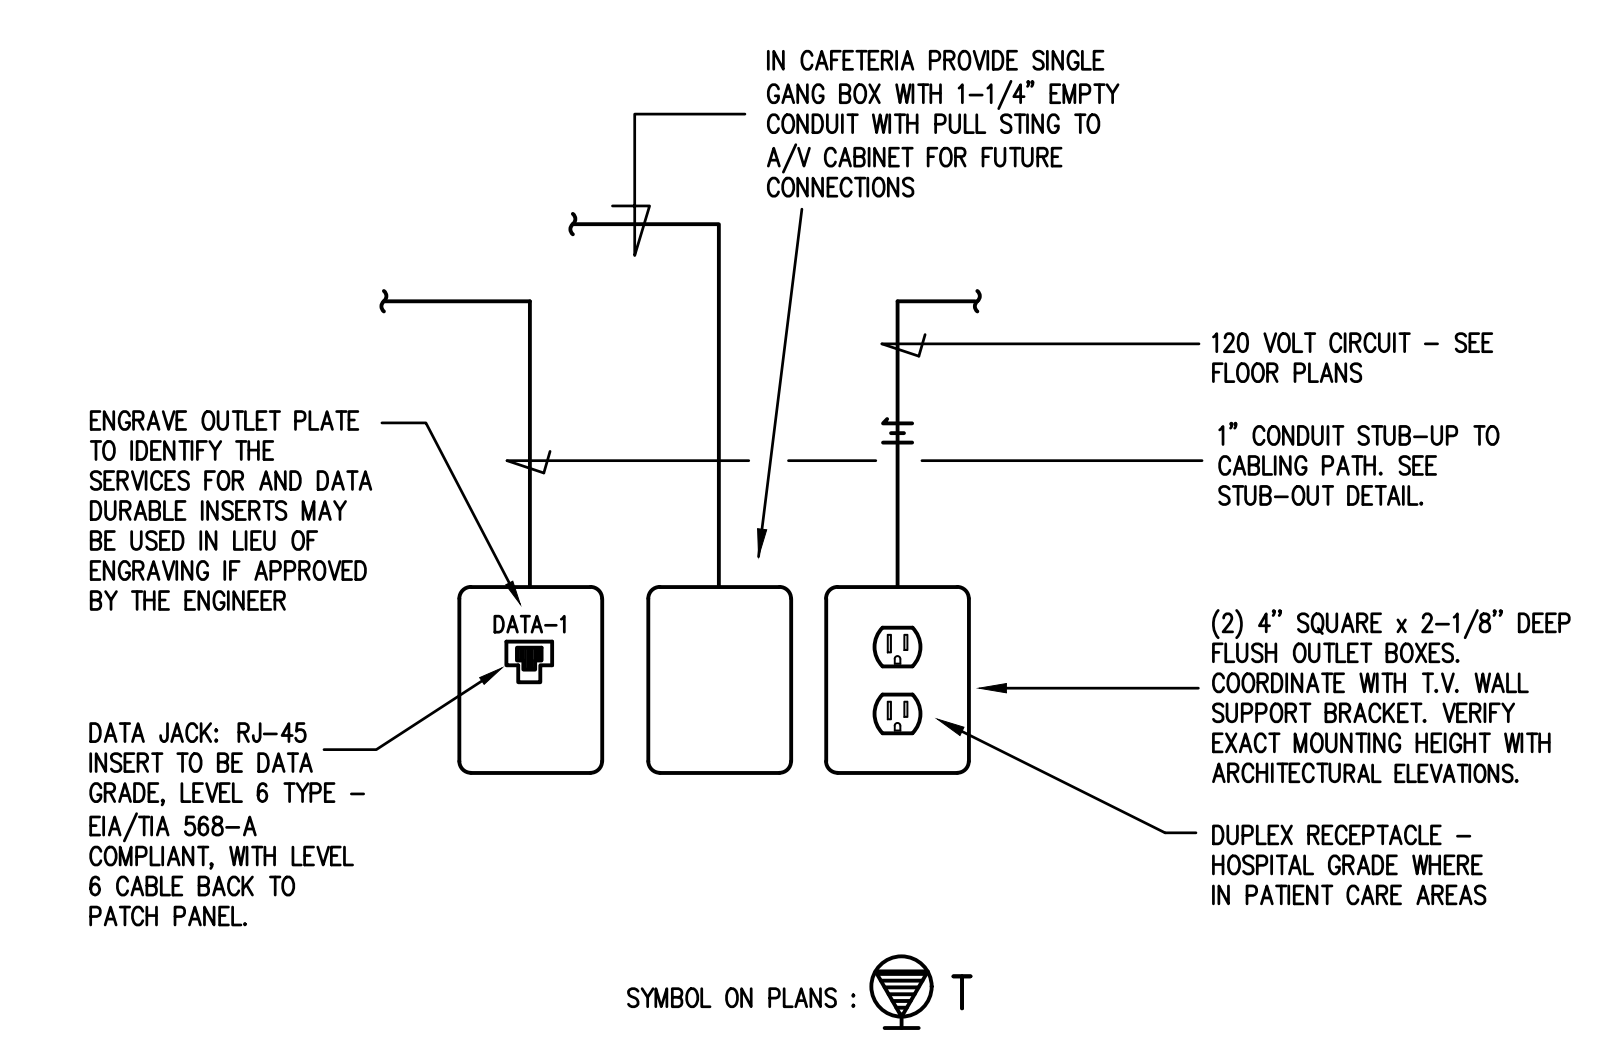 IN CAFETERIA PROVIDE SINGLE
GANG BOX WITH 1-1/4" EMPTY
CONDUIT WITH PULL STING TO
A/V CABINET FOR FUTURE
CONNECTIONS
120 VOLT CIRCUIT - SEE
FLOOR PLANS
1" CONDUIT STUB-UP TO
CABLING PATH. SEE
STUB-OUT DETAIL.
ENGRAVE OUTLET PLATE
TO IDENTIFY THE
SERVICES FOR AND DATA
DURABLE INSERTS MAY
BE USED IN LIEU OF
ENGRAVING IF APPROVED
BY THE ENGINEER
DATA-1
(2) 4" SQUARE x 2-1/8" DEEP
FLUSH OUTLET BOXES.
COORDINATE WITH T.V. WALL
SUPPORT BRACKET. VERIFY
EXACT MOUNTING HEIGHT WITH
ARCHITECTURAL ELEVATIONS.
DATA JACK: RJ-45
INSERT TO BE DATA
GRADE, LEVEL 6 TYPE -
EIA/TIA 568-A
COMPLIANT, WITH LEVEL
6 CABLE BACK TO
PATCH PANEL.
DUPLEX RECEPTACLE -
HOSPITAL GRADE WHERE
IN PATIENT CARE AREAS
SYMBOL ON PLANS : T